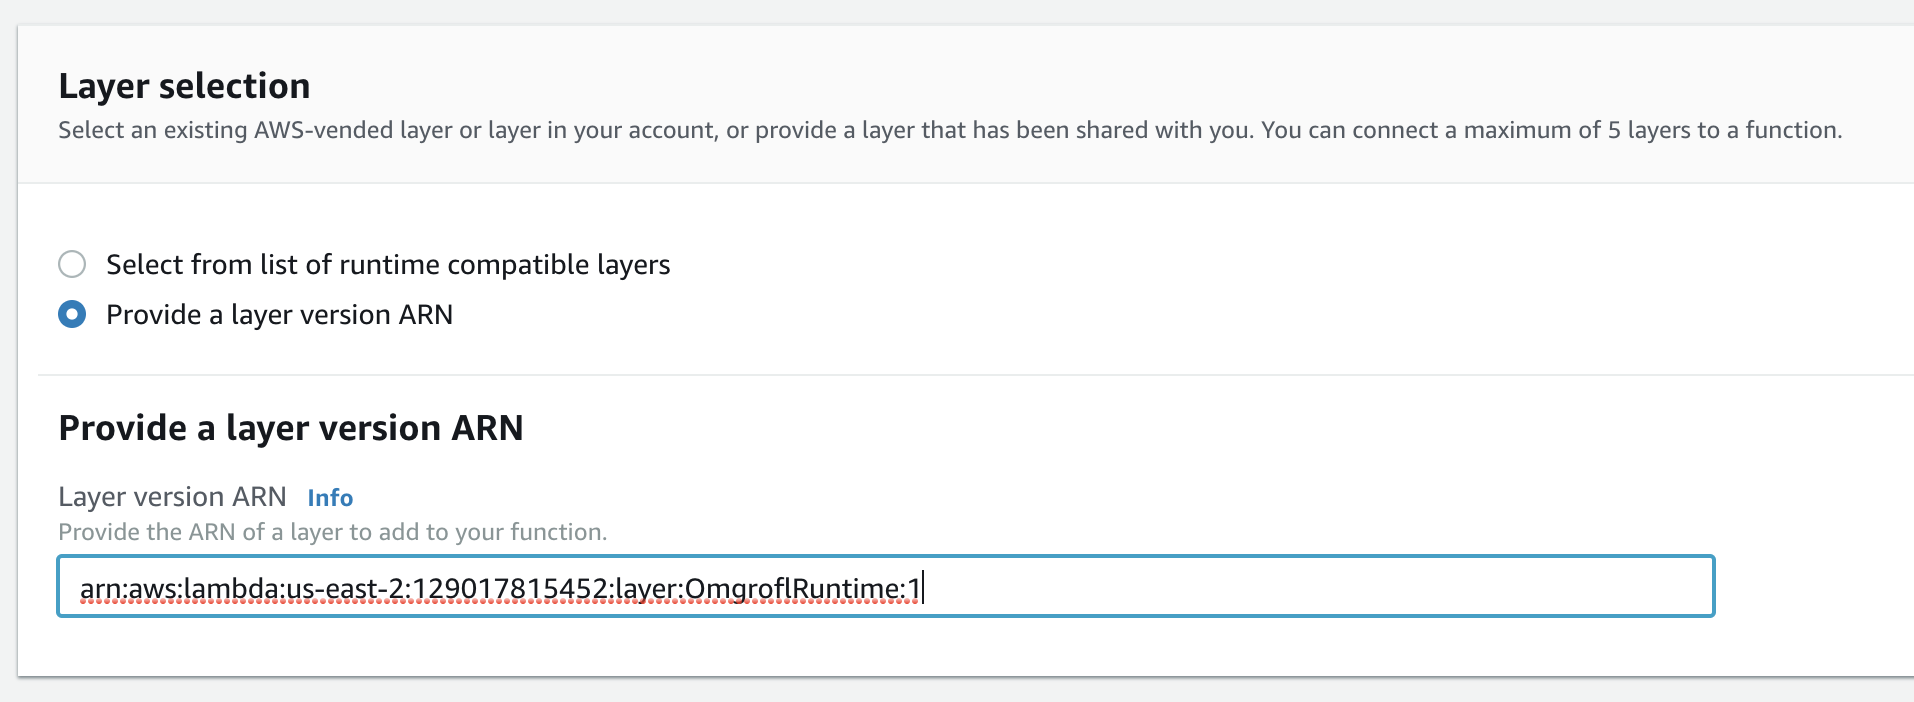 Layer selection
Select an existing AWS-vended layer or layer in your account, or provide a layer that has been shared with you. You can connect a maximum of 5 layers to a function.
Select from list of runtime compatible layers
Provide a layer version ARN
Provide a layer version ARN
Layer version ARN Info
Provide the ARN of a layer to add to your function.
arn:aws:lambda:us-east-2:129017815452:layer:OmgroflRuntime:1